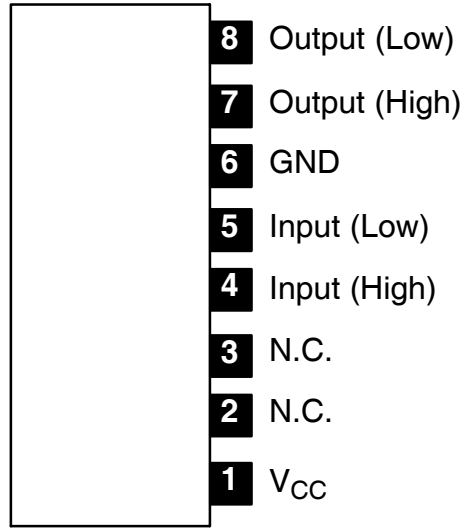 8 Output (Low)
7 Output (High)
6 GND
5 Input (Low)
4 Input (High)
3 N.C.
2 N.C.
1 VCC